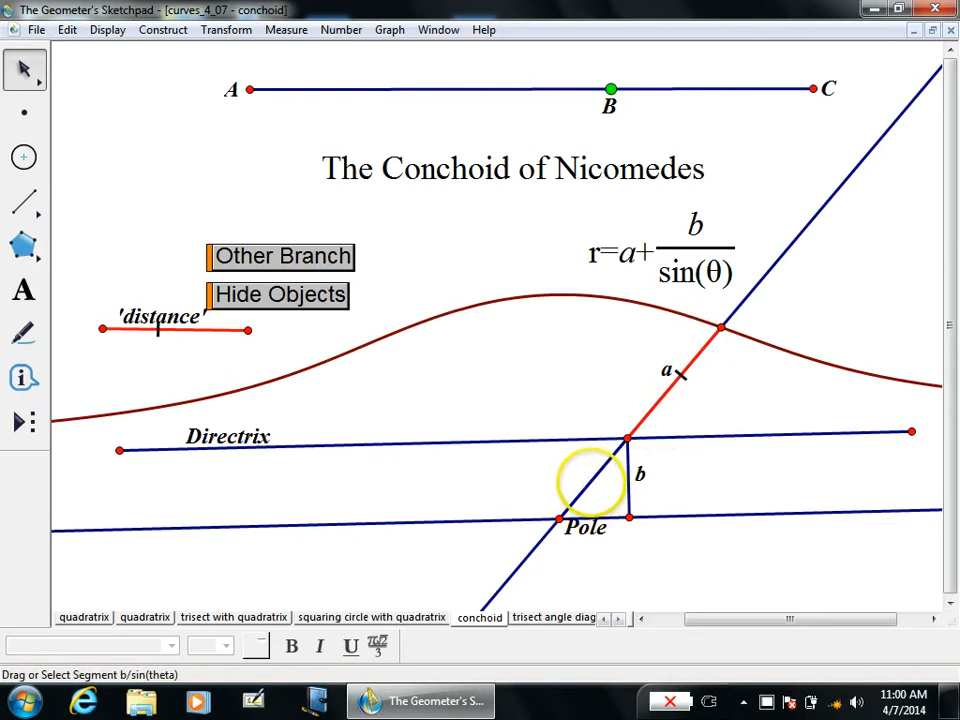 The Geometer's Sketchpad - [curves_4_07 - conchoid]
File Edit Display Construct Transform Measure Number Graph Window Help
A
C
B
The Conchoid of Nicomedes
r=a+ b
sin(θ)
Other Branch
Hide Objects
'distance'
a
Directrix
b
Pole
quadratrix quadratrix trisect with quadratrix squaring circle with quadratrix conchoid trisect angle diag
B I U π√2/3
Drag or Select Segment b/sin(theta)
The Geometer's S...
11:00 AM
4/7/2014